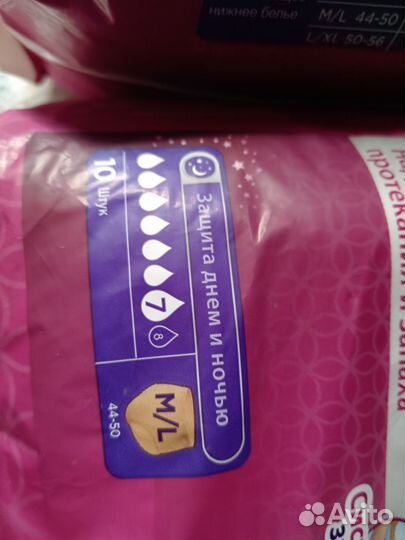 нижнее белье
M/L 44-50
L/XL 50-56
протекания и запаха
Защита днем и ночью
7
8
10 штук
M/L
44-50
Avito